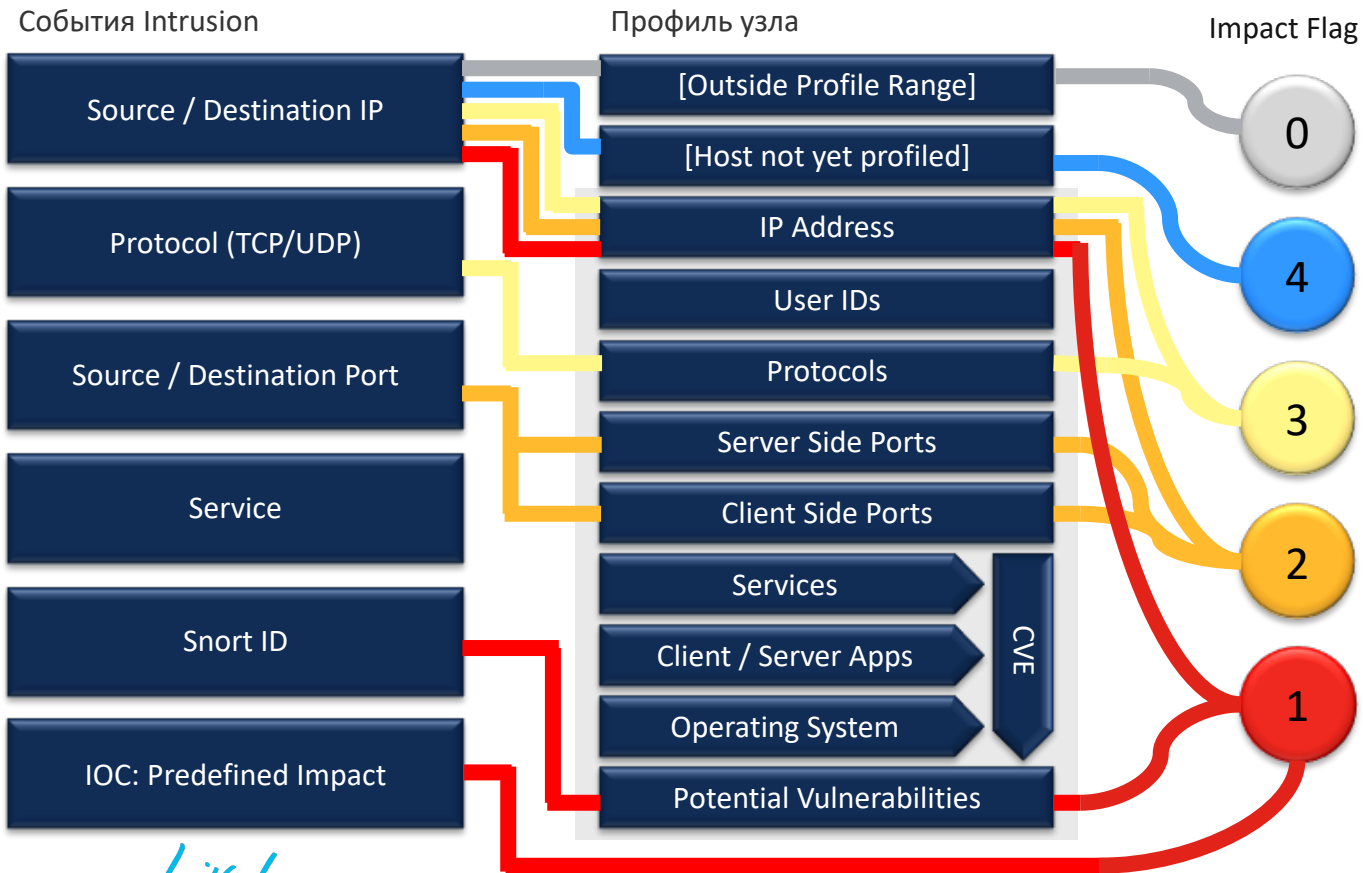 События Intrusion
Профиль узла
Impact Flag
Source / Destination IP
Protocol (TCP/UDP)
Source / Destination Port
Service
Snort ID
IOC: Predefined Impact
[Outside Profile Range]
[Host not yet profiled]
IP Address
User IDs
Protocols
Server Side Ports
Client Side Ports
Services
Client / Server Apps
Operating System
CVE
Potential Vulnerabilities
0
4
3
2
1